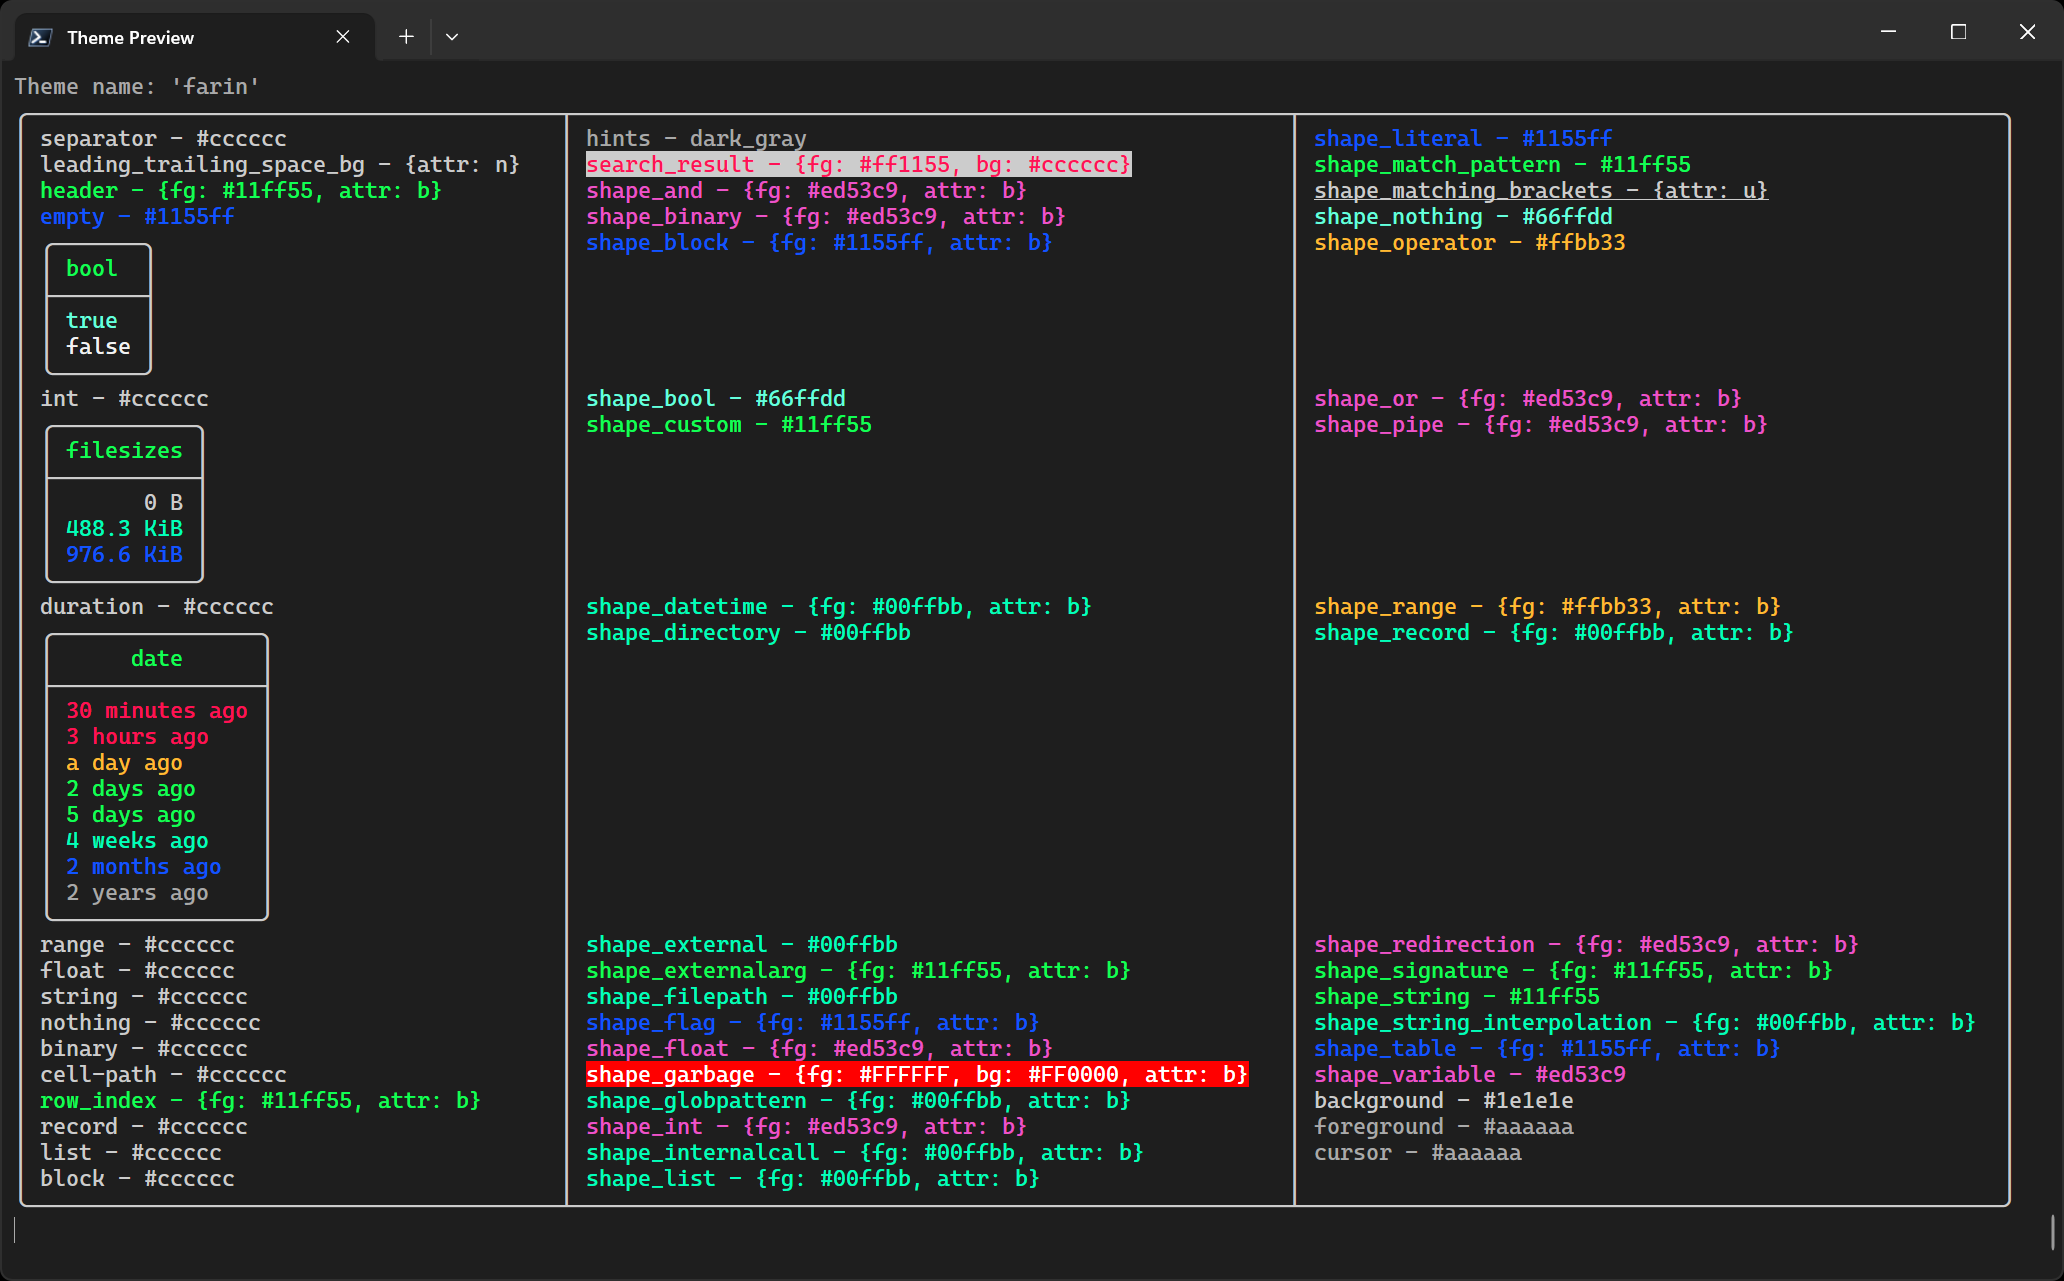 Theme Preview
Theme name: 'farin'
separator - #cccccc
leading_trailing_space_bg - {attr: n}
header - {fg: #11ff55, attr: b}
empty - #1155ff
bool
true
false
int - #cccccc
filesizes
0 B
488.3 KiB
976.6 KiB
duration - #cccccc
date
30 minutes ago
3 hours ago
a day ago
2 days ago
5 days ago
4 weeks ago
2 months ago
2 years ago
range - #cccccc
float - #cccccc
string - #cccccc
nothing - #cccccc
binary - #cccccc
cell-path - #cccccc
row_index - {fg: #11ff55, attr: b}
record - #cccccc
list - #cccccc
block - #cccccc
hints - dark_gray
search_result - {fg: #ff1155, bg: #cccccc}
shape_and - {fg: #ed53c9, attr: b}
shape_binary - {fg: #ed53c9, attr: b}
shape_block - {fg: #1155ff, attr: b}
shape_bool - #66ffdd
shape_custom - #11ff55
shape_datetime - {fg: #00ffbb, attr: b}
shape_directory - #00ffbb
shape_external - #00ffbb
shape_externalarg - {fg: #11ff55, attr: b}
shape_filepath - #00ffbb
shape_flag - {fg: #1155ff, attr: b}
shape_float - {fg: #ed53c9, attr: b}
shape_garbage - {fg: #FFFFFF, bg: #FF0000, attr: b}
shape_globpattern - {fg: #00ffbb, attr: b}
shape_int - {fg: #ed53c9, attr: b}
shape_internalcall - {fg: #00ffbb, attr: b}
shape_list - {fg: #00ffbb, attr: b}
shape_literal - #1155ff
shape_match_pattern - #11ff55
shape_matching_brackets - {attr: u}
shape_nothing - #66ffdd
shape_operator - #ffbb33
shape_or - {fg: #ed53c9, attr: b}
shape_pipe - {fg: #ed53c9, attr: b}
shape_range - {fg: #ffbb33, attr: b}
shape_record - {fg: #00ffbb, attr: b}
shape_redirection - {fg: #ed53c9, attr: b}
shape_signature - {fg: #11ff55, attr: b}
shape_string - #11ff55
shape_string_interpolation - {fg: #00ffbb, attr: b}
shape_table - {fg: #1155ff, attr: b}
shape_variable - #ed53c9
background - #1e1e1e
foreground - #aaaaaa
cursor - #aaaaaa